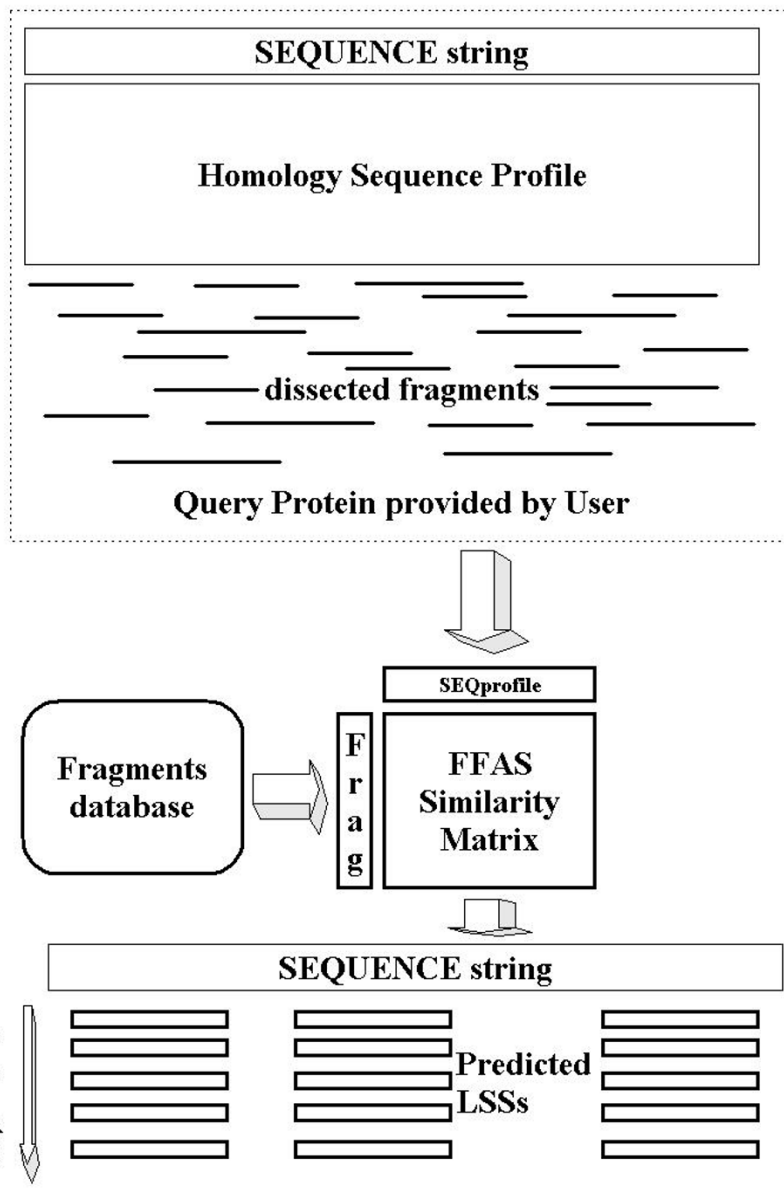 SEQUENCE string
Homology Sequence Profile
dissected fragments
Query Protein provided by User
SEQprofile
Fragments
database
Frag
FFAS
Similarity
Matrix
SEQUENCE string
Predicted
LSSs